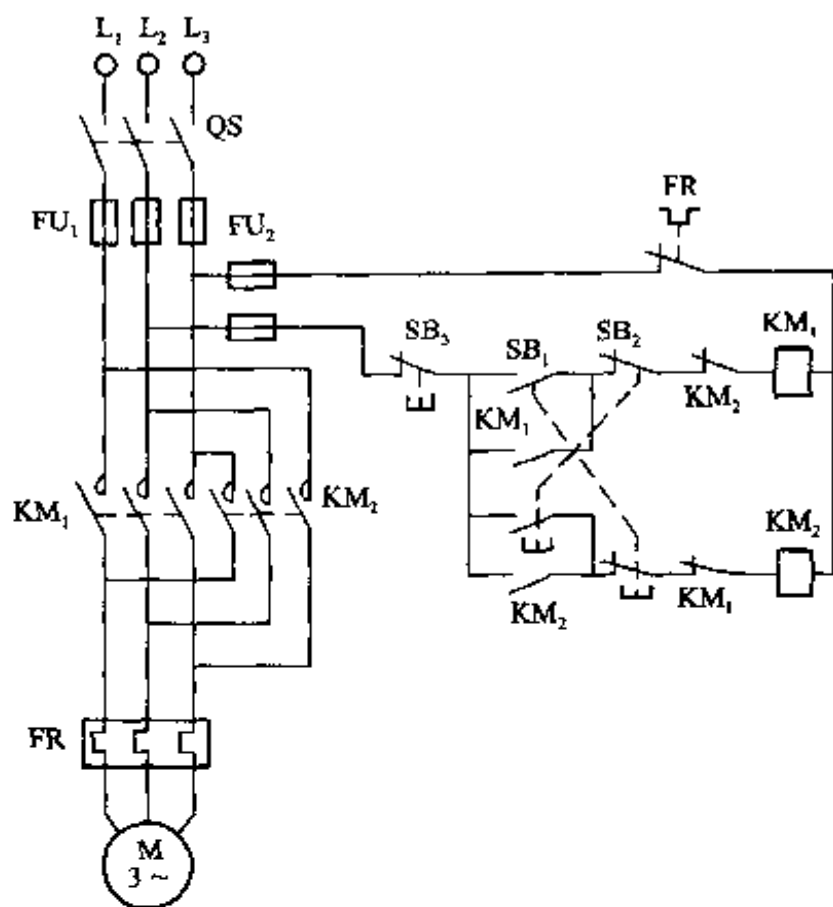 L₁ L₂ L₃
QS
FR
FU₁
FU₂
SB₃
SB₁
SB₂
KM₁
KM₂
KM₁
KM₁
KM₂
KM₂
KM₂
KM₁
FR
M
3 ~